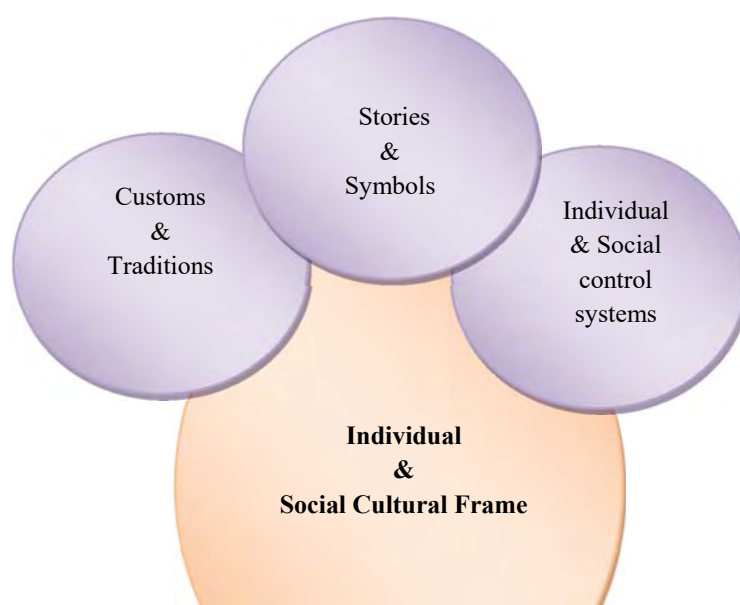 Stories
&
Symbols
Customs
&
Traditions
Individual
& Social
control
systems
Individual
&
Social Cultural Frame